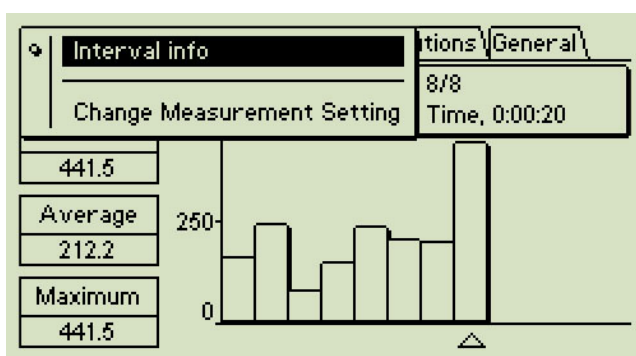 Interval info
Change Measurement Setting
itions
General
8/8
Time, 0:00:20
441.5
Average
212.2
Maximum
441.5
250
0